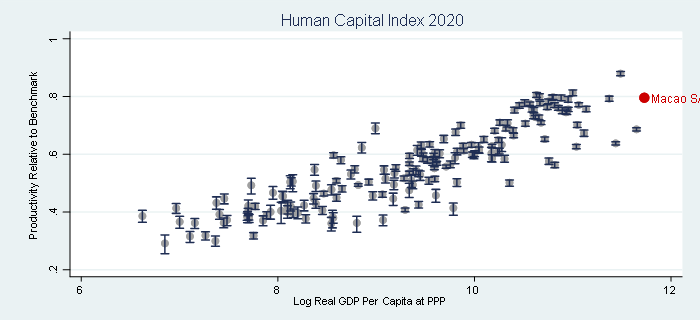 Human Capital Index 2020
Productivity Relative to Benchmark
1
.8
.6
.4
.2
Macao SA
6
8
10
12
Log Real GDP Per Capita at PPP